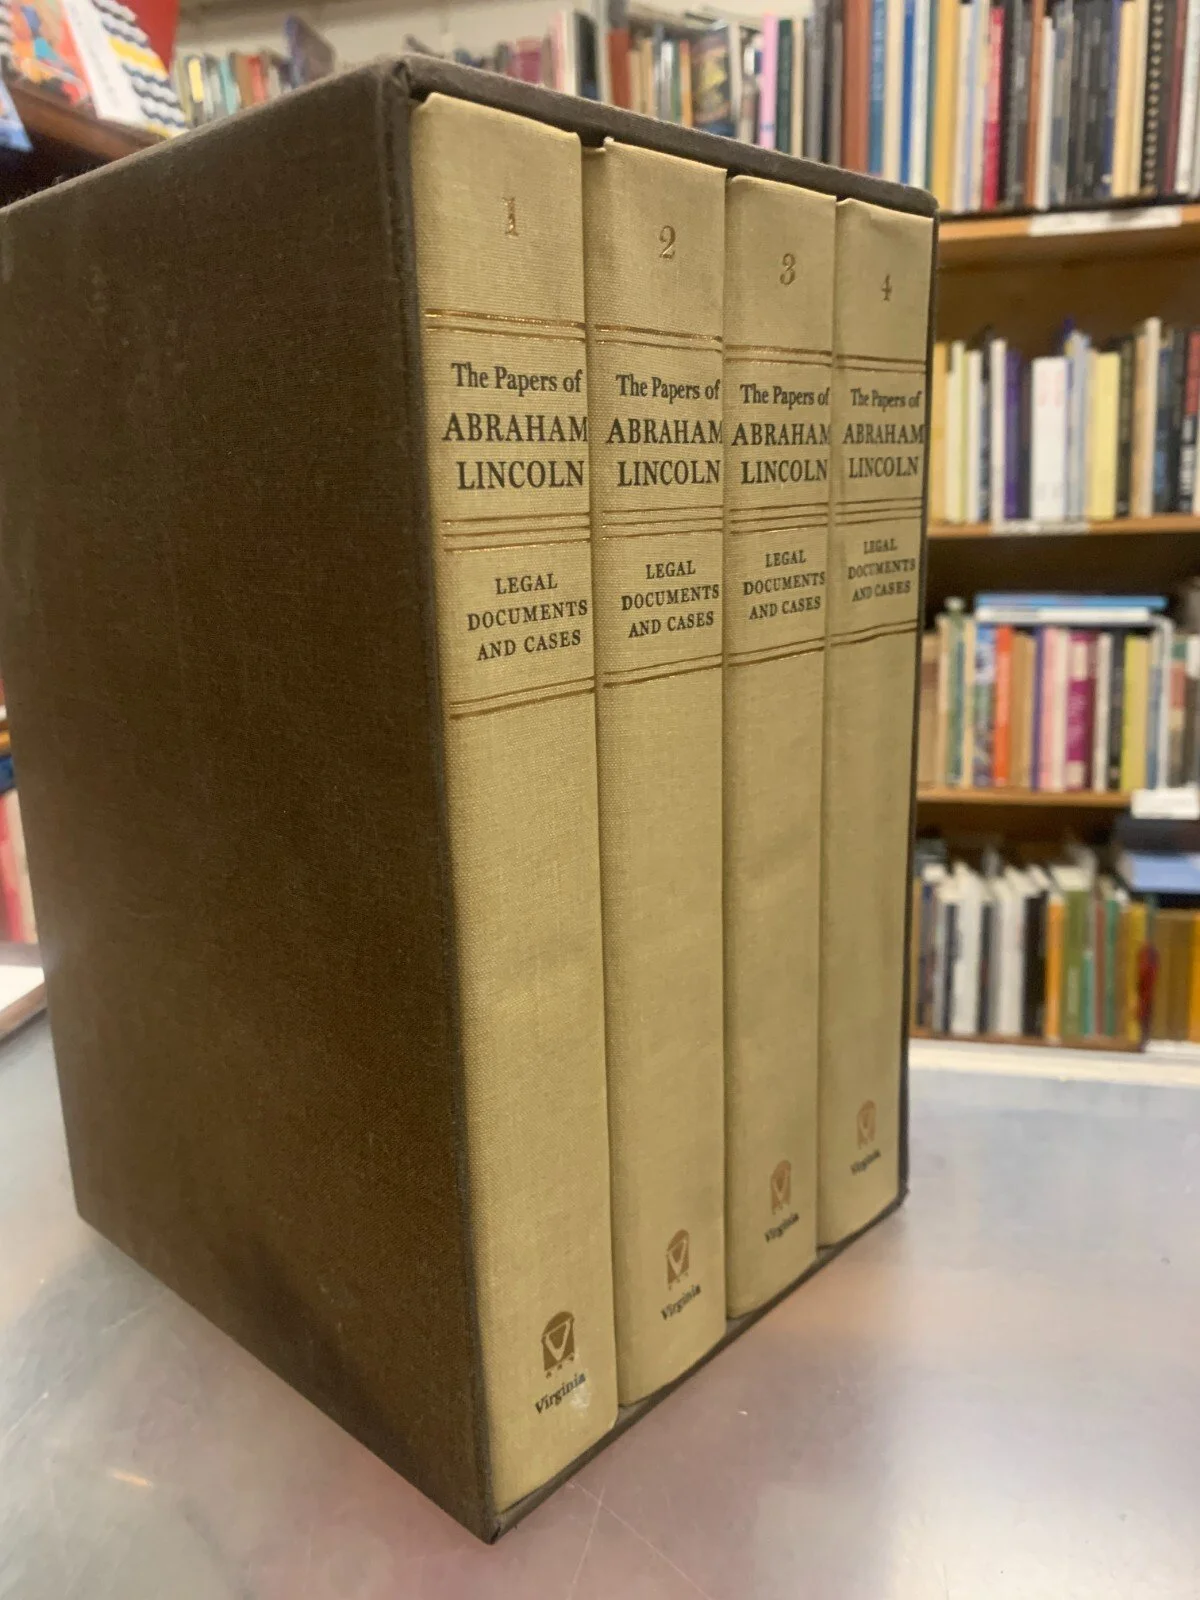 1
The Papers of
ABRAHAM
LINCOLN
LEGAL
DOCUMENTS
AND CASES
Virginia
2
The Papers of
ABRAHAM
LINCOLN
LEGAL
DOCUMENTS
AND CASES
Virginia
3
The Papers of
ABRAHAM
LINCOLN
LEGAL
DOCUMENTS
AND CASES
Virginia
4
The Papers of
ABRAHAM
LINCOLN
LEGAL
DOCUMENTS
AND CASES
Virginia